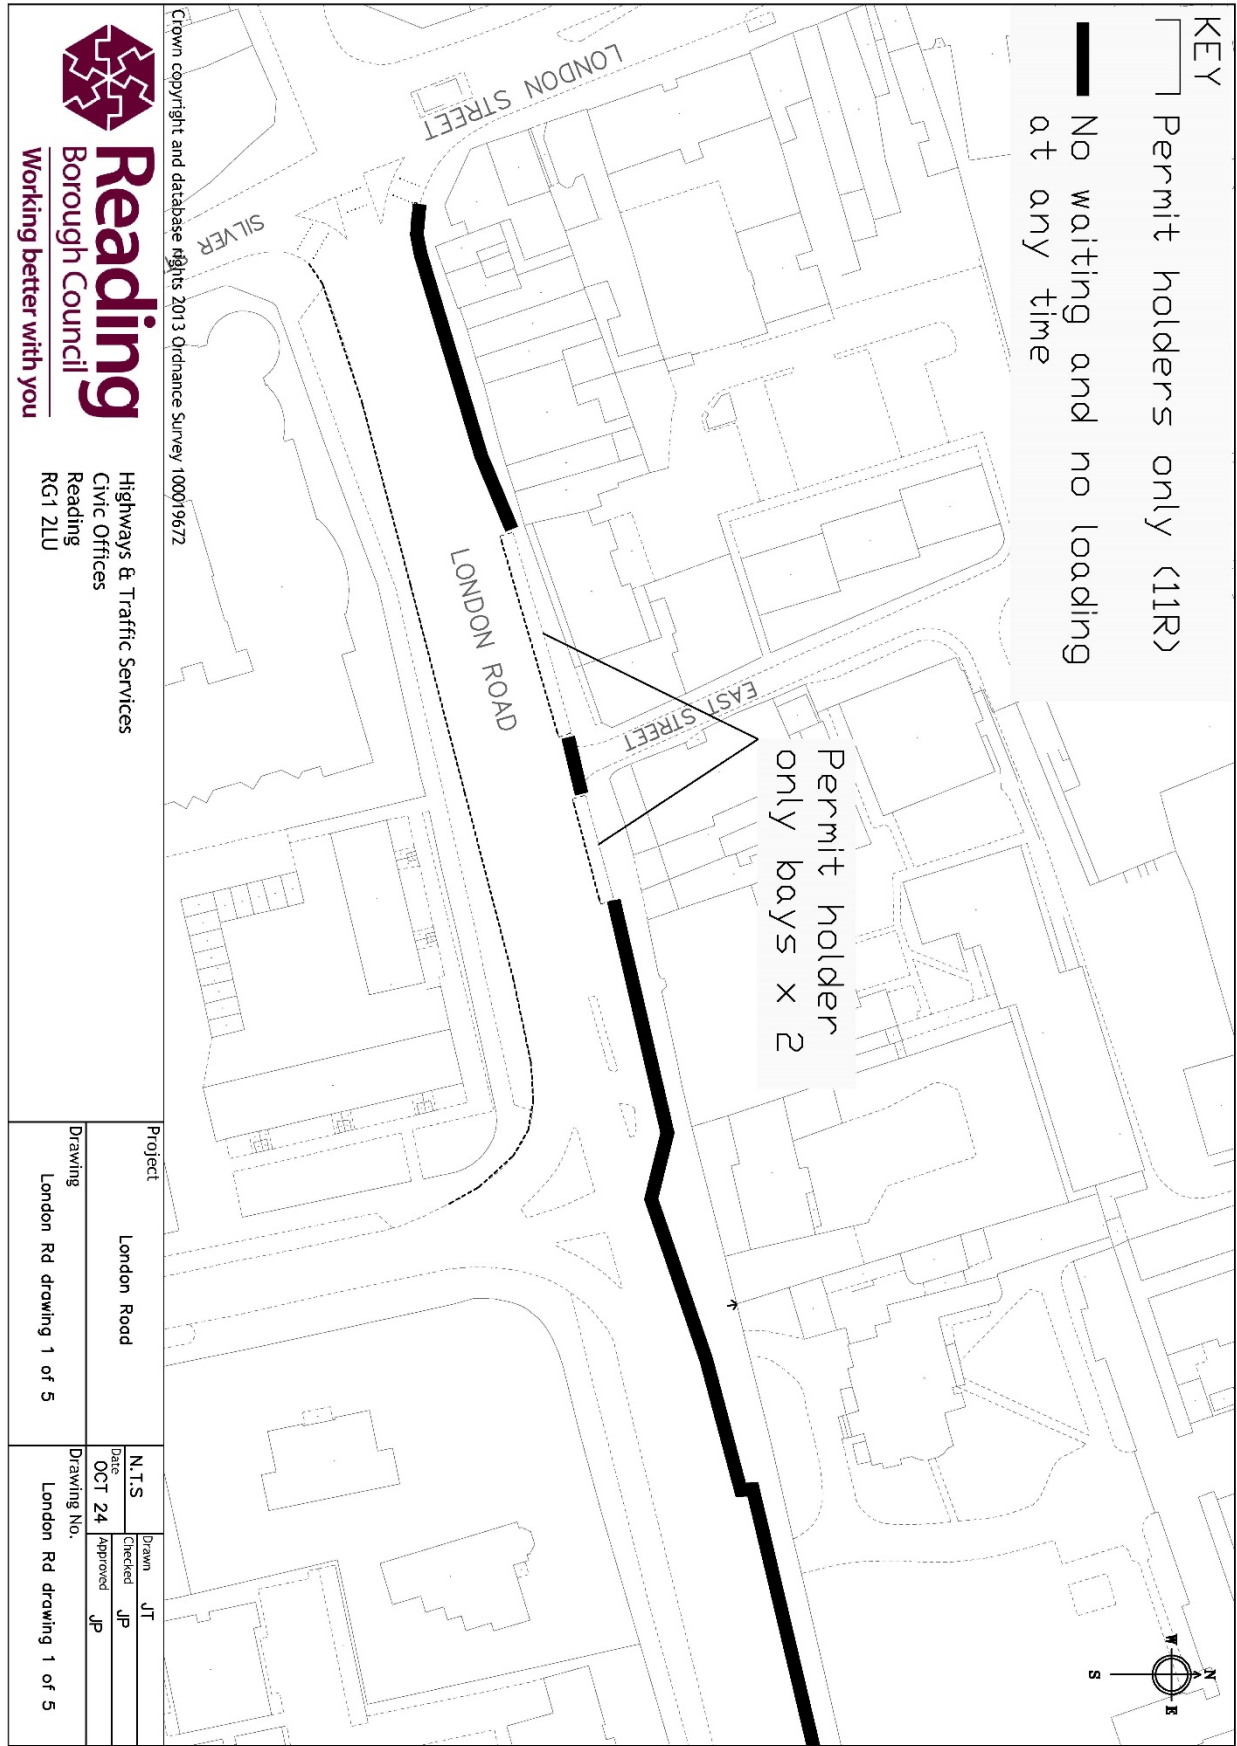 KEY
Permit holders only (11R)
No waiting and no loading
at any time
LONDON STREET
SILVER
LONDON ROAD
EAST STREET
Permit holder
only bays x 2
N
W
E
S
Crown copyright and database rights 2013 Ordnance Survey 100019672
Reading
Borough Council
Working better with you
Highways & Traffic Services
Civic Offices
Reading
RG1 2LU
Project
London Road
Drawing
London Rd drawing 1 of 5
N.T.S
Date
OCT 24
Drawn JT
Checked JP
Approved JP
Drawing No.
London Rd drawing 1 of 5